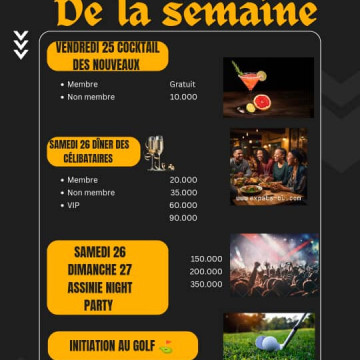 De la semaine
VENDREDI 25 COCKTAIL
DES NOUVEAUX
• Membre Gratuit
• Non membre 10.000
SAMEDI 26 DÎNER DES
CÉLIBATAIRES
• Membre 20.000
• Non membre 35.000
• VIP 60.000
90.000
SAMEDI 26
DIMANCHE 27
ASSINIE NIGHT
PARTY
150.000
200.000
350.000
INITIATION AU GOLF